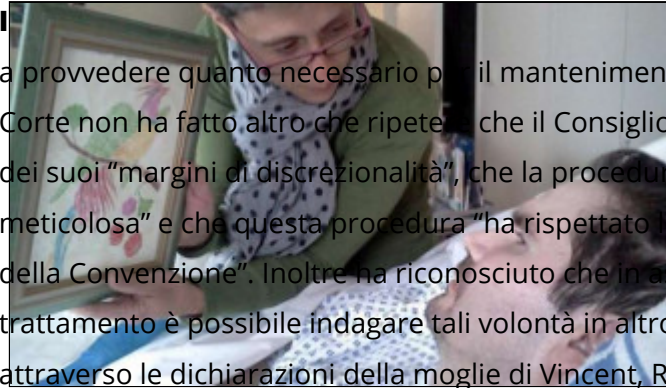 a provvedere quanto necessario per il mantenimen
Corte non ha fatto altro che ripetere che il Consiglio
dei suoi “margini di discrezionalità”, che la procedur
meticolosa” e che questa procedura “ha rispettato
della Convenzione”. Inoltre ha riconosciuto che in a
trattamento è possibile indagare tali volontà in altro
attraverso le dichiarazioni della moglie di Vincent, R